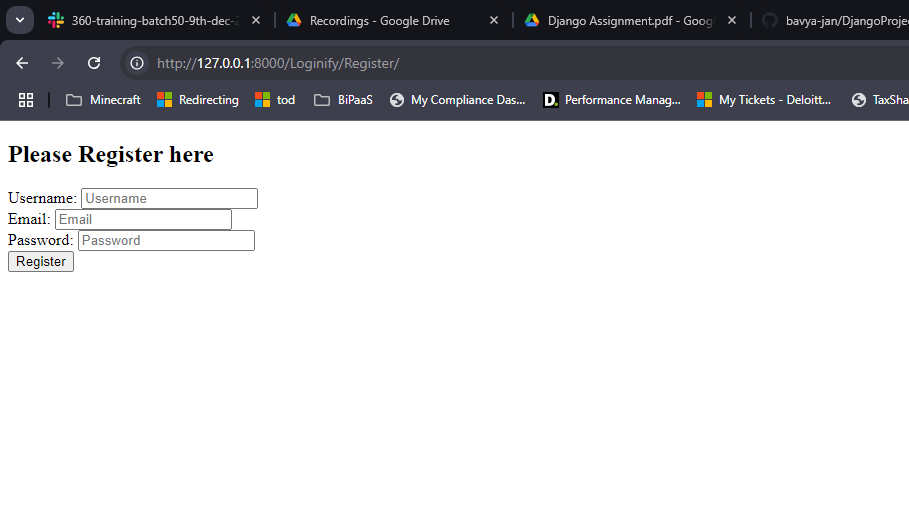 360-training-batch50-9th-dec-2
Recordings - Google Drive
Django Assignment.pdf - Goog
bavya-jan/DjangoProje
http://127.0.0.1:8000/Loginify/Register/
Minecraft
Redirecting
tod
BiPaaS
My Compliance Das...
D.
Performance Manag...
My Tickets - Deloitt...
TaxSha
Please Register here
Username: Username
Email: Email
Password: Password
Register